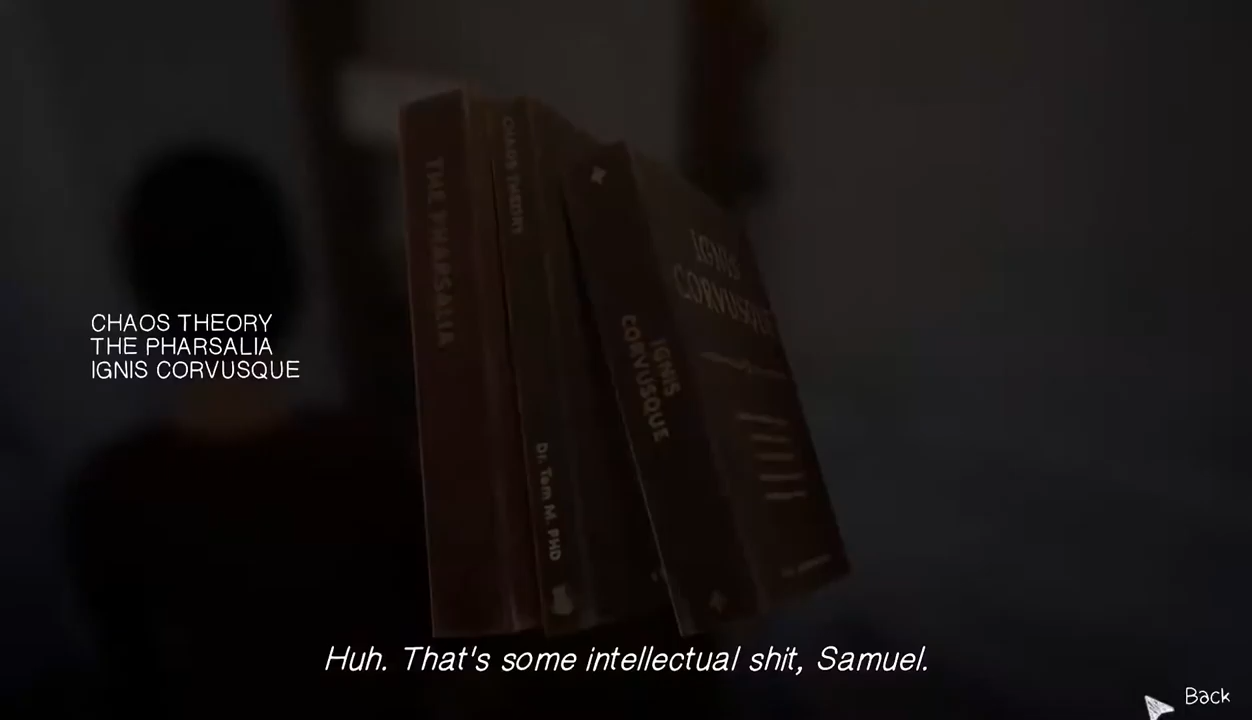 THE PHARSALIA
CHAOS THEORY
Dr. Tom M. PHD
IGNIS
CORVUSQUE
IGNIS
CORVUSQUE
CHAOS THEORY
THE PHARSALIA
IGNIS CORVUSQUE
Huh. That's some intellectual shit, Samuel.
Back